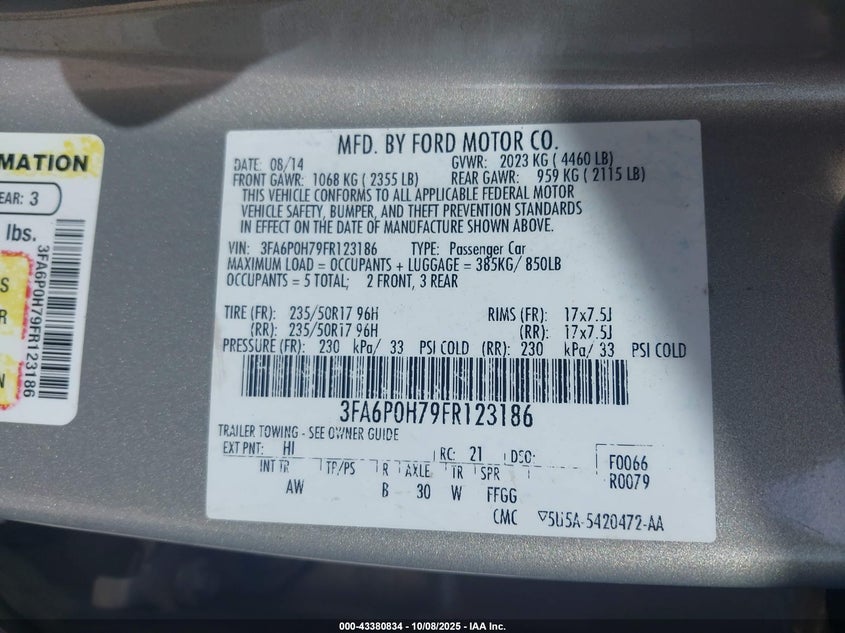 MATION
EAR: 3
lbs.
S
R
N
3FA6P0H79FR123186
MFD. BY FORD MOTOR CO.
DATE: 08/14 GVWR: 2023 KG ( 4460 LB)
FRONT GAWR: 1068 KG ( 2355 LB) REAR GAWR: 959 KG ( 2115 LB)
THIS VEHICLE CONFORMS TO ALL APPLICABLE FEDERAL MOTOR
VEHICLE SAFETY, BUMPER, AND THEFT PREVENTION STANDARDS
IN EFFECT ON THE DATE OF MANUFACTURE SHOWN ABOVE.
VIN: 3FA6P0H79FR123186 TYPE: Passenger Car
MAXIMUM LOAD = OCCUPANTS + LUGGAGE = 385KG/ 850LB
OCCUPANTS = 5 TOTAL; 2 FRONT, 3 REAR
TIRE (FR): 235/50R17 96H RIMS (FR): 17x7.5J
(RR): 235/50R17 96H (RR): 17x7.5J
PRESSURE (FR): 230 kPa/ 33 PSI COLD (RR): 230 kPa/ 33 PSI COLD
3FA6P0H79FR123186
TRAILER TOWING - SEE OWNER GUIDE
EXT PNT: HI RC: 21 DSO: F0066
INT TR TP/PS R AXLE TR SPR R0079
AW B 30 W FFGG
CMC ▽5U5A-5420472-AA
000-43380834 - 10/08/2025 - IAA Inc.